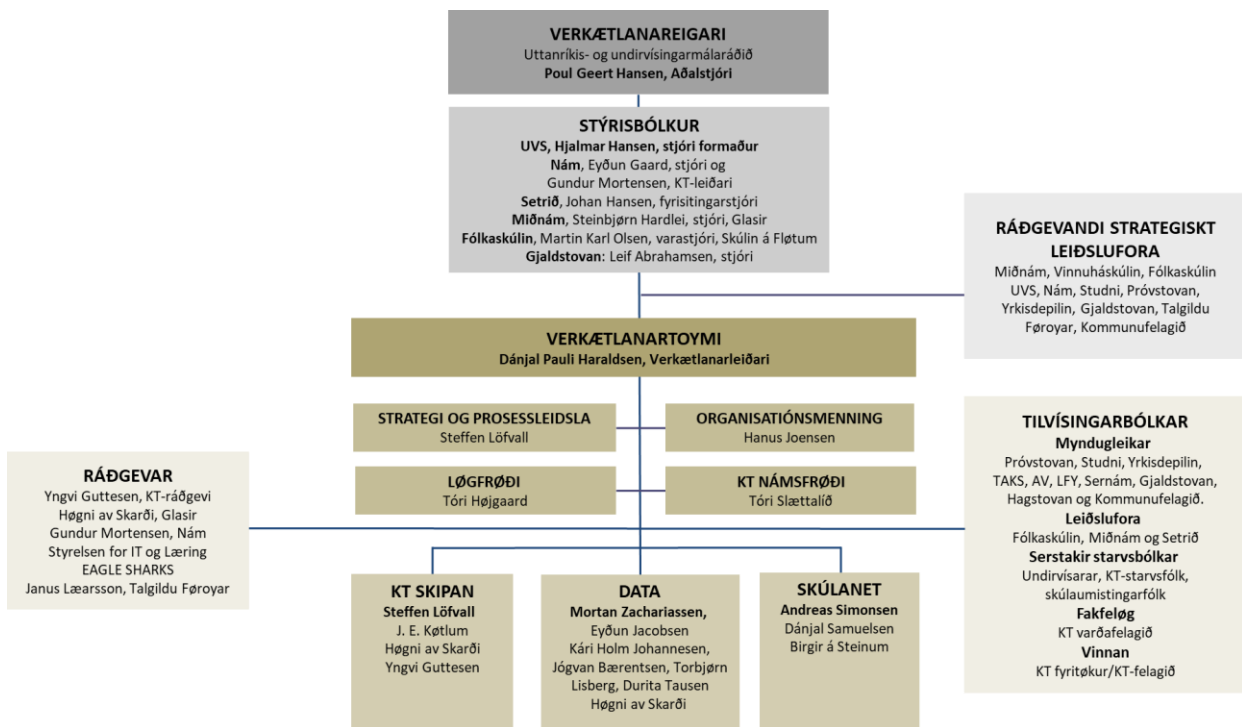 VERKÆTLANAREIGARI
Uttanríkis- og undirvísingarmálaráðið
Poul Geert Hansen, Aðalstjóri
STÝRISBÓLKUR
UVS, Hjalmar Hansen, stjóri formaður
Nám, Eyðun Gaard, stjóri og
Gundur Mortensen, KT-leiðari
Setrið, Johan Hansen, fyrisitingarstjóri
Miðnám, Steinbjørn Hardlei, stjóri, Glasir
Fólkaskúlin, Martin Karl Olsen, varastjóri, Skúlin á Fløtum
Gjaldstovan: Leif Abrahamsen, stjóri
RÁÐGEVANDI STRATEGISKT
LEIÐSLUFORA
Miðnám, Vinnuháskúlin, Fólkaskúlin
UVS, Nám, Studni, Próvstovan,
Yrkisdepilin, Gjaldstovan, Talgildu
Føroyar, Kommunufelagið
VERKÆTLANARTOYMI
Dánjal Pauli Haraldsen, Verkætlanarleiðari
STRATEGI OG PROSESSLEIDSLA
Steffen Löfvall
ORGANISATIÓNSMENNING
Hanus Joensen
LØGFRØÐI
Tóri Højgaard
KT NÁMSFRØÐI
Tóri Slættalíð
RÁÐGEVAR
Yngvi Guttesen, KT-ráðgevi
Høgni av Skarði, Glasir
Gundur Mortensen, Nám
Styrelsen for IT og Læring
EAGLE SHARKS
Janus Læarsson, Talgildu Føroyar
TILVÍSINGARBÓLKAR
Myndugleikar
Próvstovan, Studni, Yrkisdepilin,
TAKS, AV, LFY, Sernám, Gjaldstovan,
Hagstovan og Kommunufelagið.
Leiðslufora
Fólkaskúlin, Miðnám og Setrið
Serstakir starvsbólkar
Undirvísarar, KT-starvsfólk,
skúlaumistingarfólk
Fakfeløg
KT varðafelagið
Vinnan
KT fyritøkur/KT-felagið
KT SKIPAN
Steffen Löfvall
J. E. Køtlum
Høgni av Skarði
Yngvi Guttesen
DATA
Mortan Zachariassen,
Eyðun Jacobsen
Kári Holm Johannesen,
Jógvan Bærentsen, Torbjørn
Lisberg, Durita Tausen
Høgni av Skarði
SKÚLANET
Andreas Simonsen
Dánjal Samuelsen
Birgir á Steinum